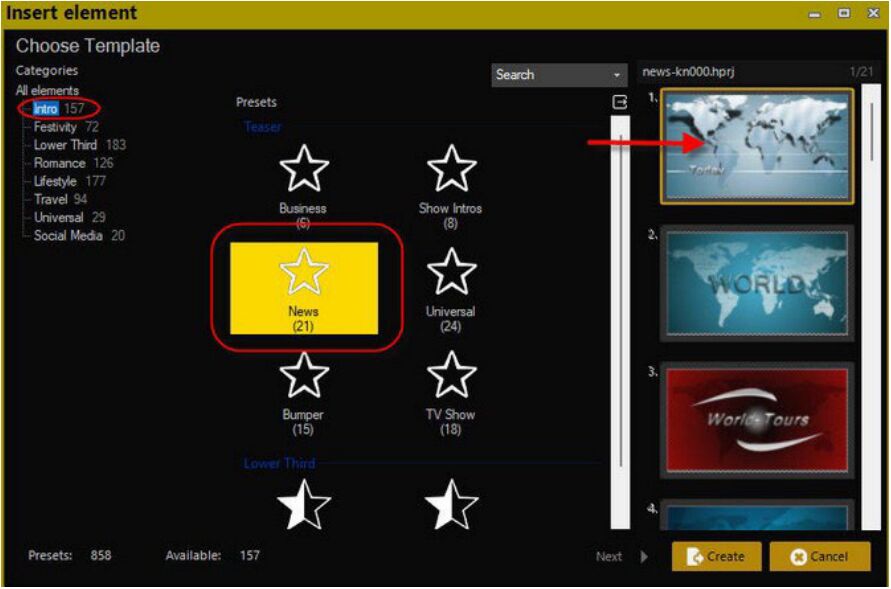 Insert element
Choose Template
Categories
All elements
Intro 157
Festivity 72
Lower Third 183
Romance 126
Lifestyle 177
Travel 94
Universal 29
Social Media 20
Search
Presets
Teaser
Business
(6)
Show Intros
(8)
News
(21)
Universal
(24)
Bumper
(15)
TV Show
(18)
Lower Third
news-kn000.hprj 1/21
1.
Today
2.
WORLD
3.
World-Tours
4.
Presets: 858 Available: 157
Next
Create
Cancel